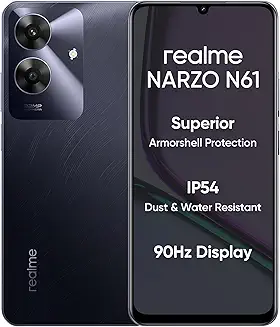 realme
NARZO N61
Superior
Armorshell Protection
IP54
Dust & Water Resistant
90Hz Display
realme